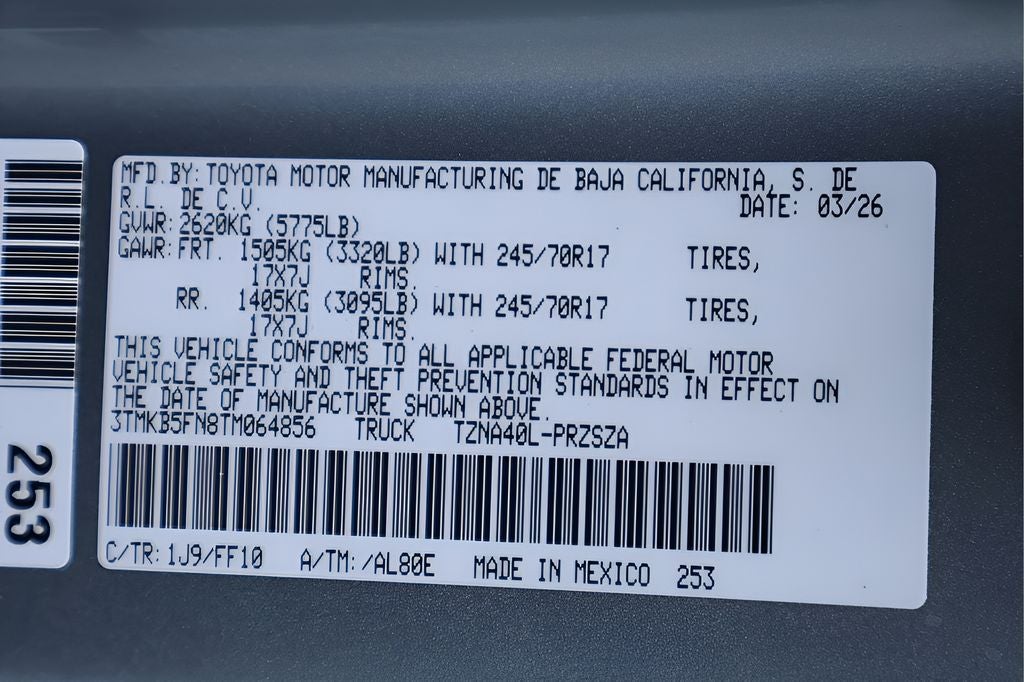 MFD.BY: TOYOTA MOTOR MANUFACTURING DE BAJA CALIFORNIA, S. DE
R.L. DE C.V. DATE: 03/26
GVWR: 2620KG (5775LB)
GAWR: FRT. 1505KG (3320LB) WITH 245/70R17 TIRES,
17X7J RIMS.
RR. 1405KG (3095LB) WITH 245/70R17 TIRES,
17X7J RIMS.
THIS VEHICLE CONFORMS TO ALL APPLICABLE FEDERAL MOTOR
VEHICLE SAFETY AND THEFT PREVENTION STANDARDS IN EFFECT ON
THE DATE OF MANUFACTURE SHOWN ABOVE.
3TMKB5FN8TM064856 TRUCK TZNA40L-PRZSZA
C/TR: 1J9/FF10 A/TM: /AL80E MADE IN MEXICO 253
253